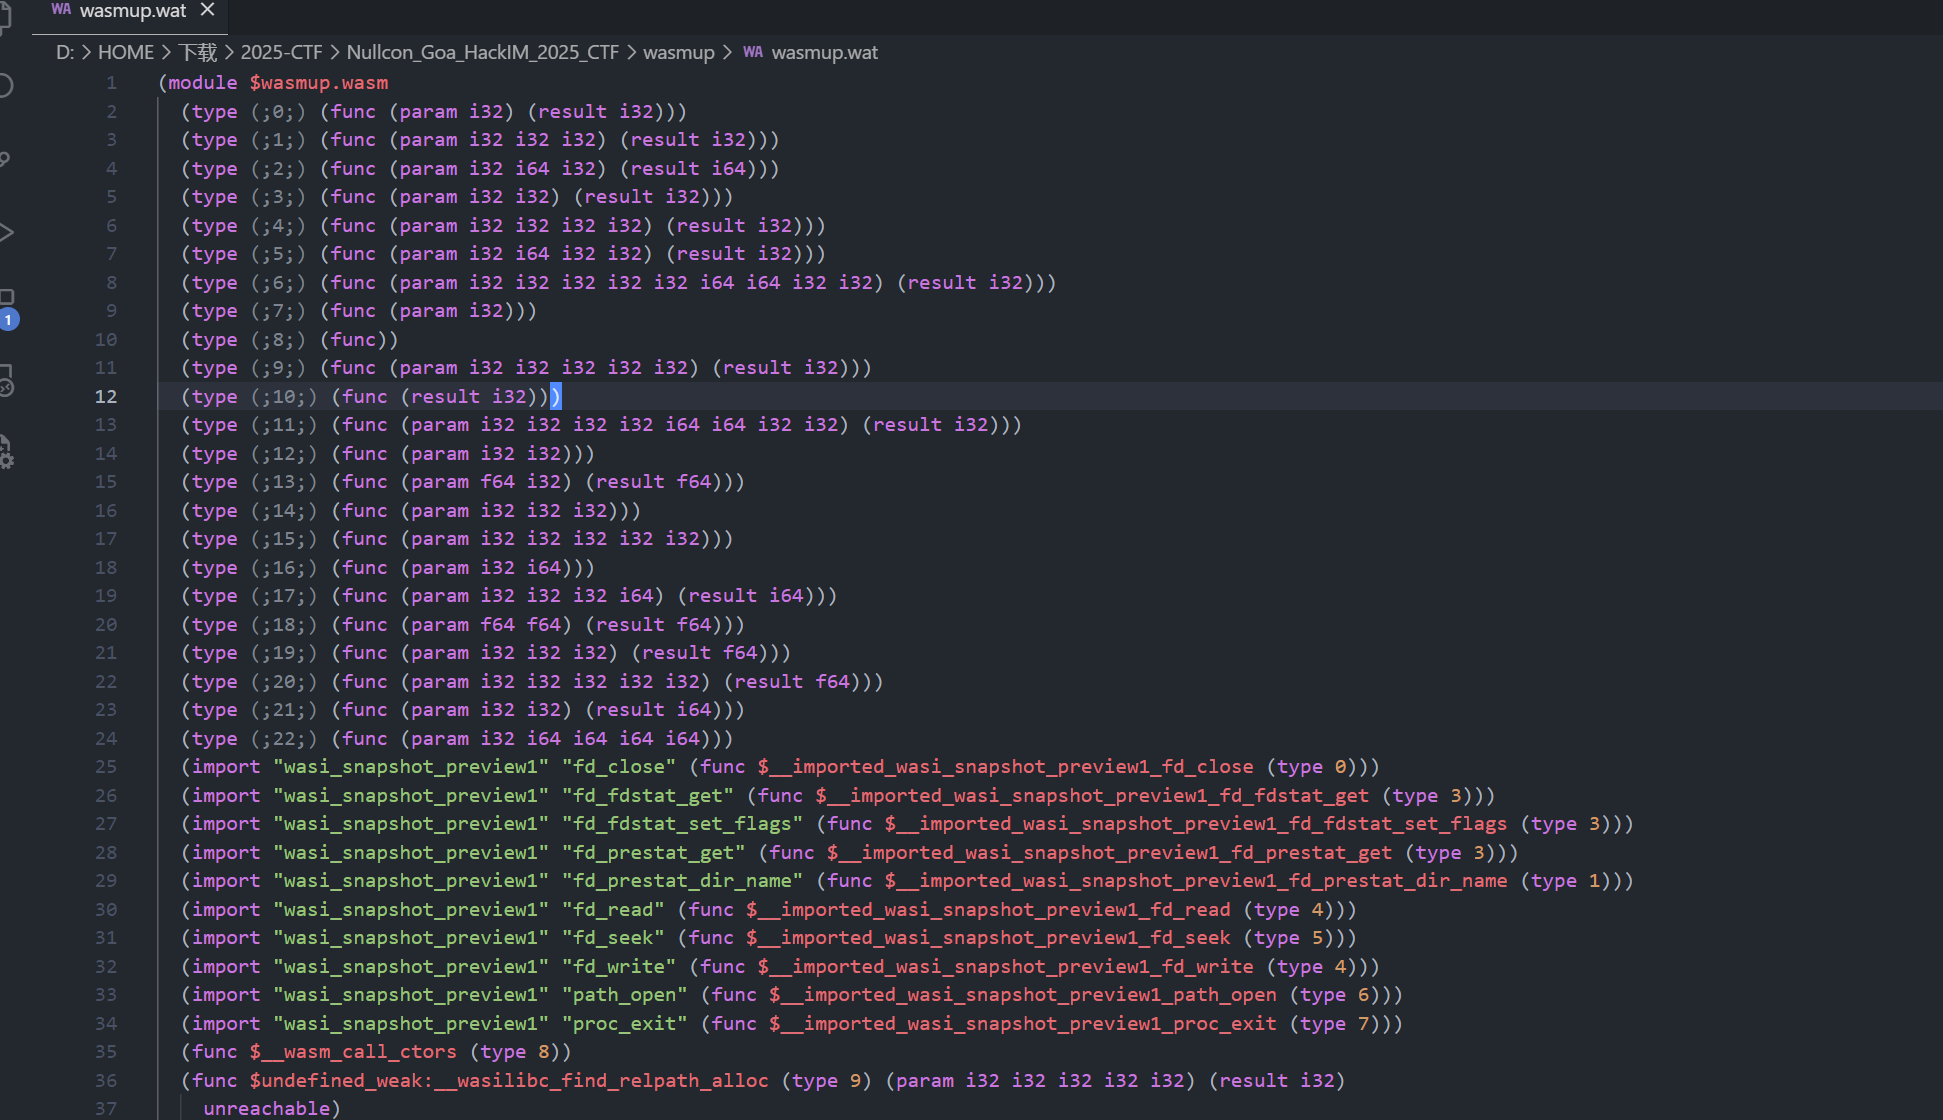 WA wasmup.wat ×
D: > HOME > 下载 > 2025-CTF > Nullcon_Goa_HackIM_2025_CTF > wasmup > WA wasmup.wat
1 (module $wasmup.wasm
2 (type (;0;) (func (param i32) (result i32)))
3 (type (;1;) (func (param i32 i32 i32) (result i32)))
4 (type (;2;) (func (param i32 i64 i32) (result i64)))
5 (type (;3;) (func (param i32 i32) (result i32)))
6 (type (;4;) (func (param i32 i32 i32 i32) (result i32)))
7 (type (;5;) (func (param i32 i64 i32 i32) (result i32)))
8 (type (;6;) (func (param i32 i32 i32 i32 i32 i64 i64 i32 i32) (result i32)))
9 (type (;7;) (func (param i32)))
10 (type (;8;) (func))
11 (type (;9;) (func (param i32 i32 i32 i32 i32) (result i32)))
12 (type (;10;) (func (result i32)))
13 (type (;11;) (func (param i32 i32 i32 i32 i64 i64 i32 i32) (result i32)))
14 (type (;12;) (func (param i32 i32)))
15 (type (;13;) (func (param f64 i32) (result f64)))
16 (type (;14;) (func (param i32 i32 i32)))
17 (type (;15;) (func (param i32 i32 i32 i32 i32)))
18 (type (;16;) (func (param i32 i64)))
19 (type (;17;) (func (param i32 i32 i32 i64) (result i64)))
20 (type (;18;) (func (param f64 f64) (result f64)))
21 (type (;19;) (func (param i32 i32 i32) (result f64)))
22 (type (;20;) (func (param i32 i32 i32 i32 i32) (result f64)))
23 (type (;21;) (func (param i32 i32) (result i64)))
24 (type (;22;) (func (param i32 i64 i64 i64 i64)))
25 (import "wasi_snapshot_preview1" "fd_close" (func $__imported_wasi_snapshot_preview1_fd_close (type 0)))
26 (import "wasi_snapshot_preview1" "fd_fdstat_get" (func $__imported_wasi_snapshot_preview1_fd_fdstat_get (type 3)))
27 (import "wasi_snapshot_preview1" "fd_fdstat_set_flags" (func $__imported_wasi_snapshot_preview1_fd_fdstat_set_flags (type 3)))
28 (import "wasi_snapshot_preview1" "fd_prestat_get" (func $__imported_wasi_snapshot_preview1_fd_prestat_get (type 3)))
29 (import "wasi_snapshot_preview1" "fd_prestat_dir_name" (func $__imported_wasi_snapshot_preview1_fd_prestat_dir_name (type 1)))
30 (import "wasi_snapshot_preview1" "fd_read" (func $__imported_wasi_snapshot_preview1_fd_read (type 4)))
31 (import "wasi_snapshot_preview1" "fd_seek" (func $__imported_wasi_snapshot_preview1_fd_seek (type 5)))
32 (import "wasi_snapshot_preview1" "fd_write" (func $__imported_wasi_snapshot_preview1_fd_write (type 4)))
33 (import "wasi_snapshot_preview1" "path_open" (func $__imported_wasi_snapshot_preview1_path_open (type 6)))
34 (import "wasi_snapshot_preview1" "proc_exit" (func $__imported_wasi_snapshot_preview1_proc_exit (type 7)))
35 (func $__wasm_call_ctors (type 8))
36 (func $undefined_weak:__wasilibc_find_relpath_alloc (type 9) (param i32 i32 i32 i32 i32) (result i32)
37 unreachable)
1